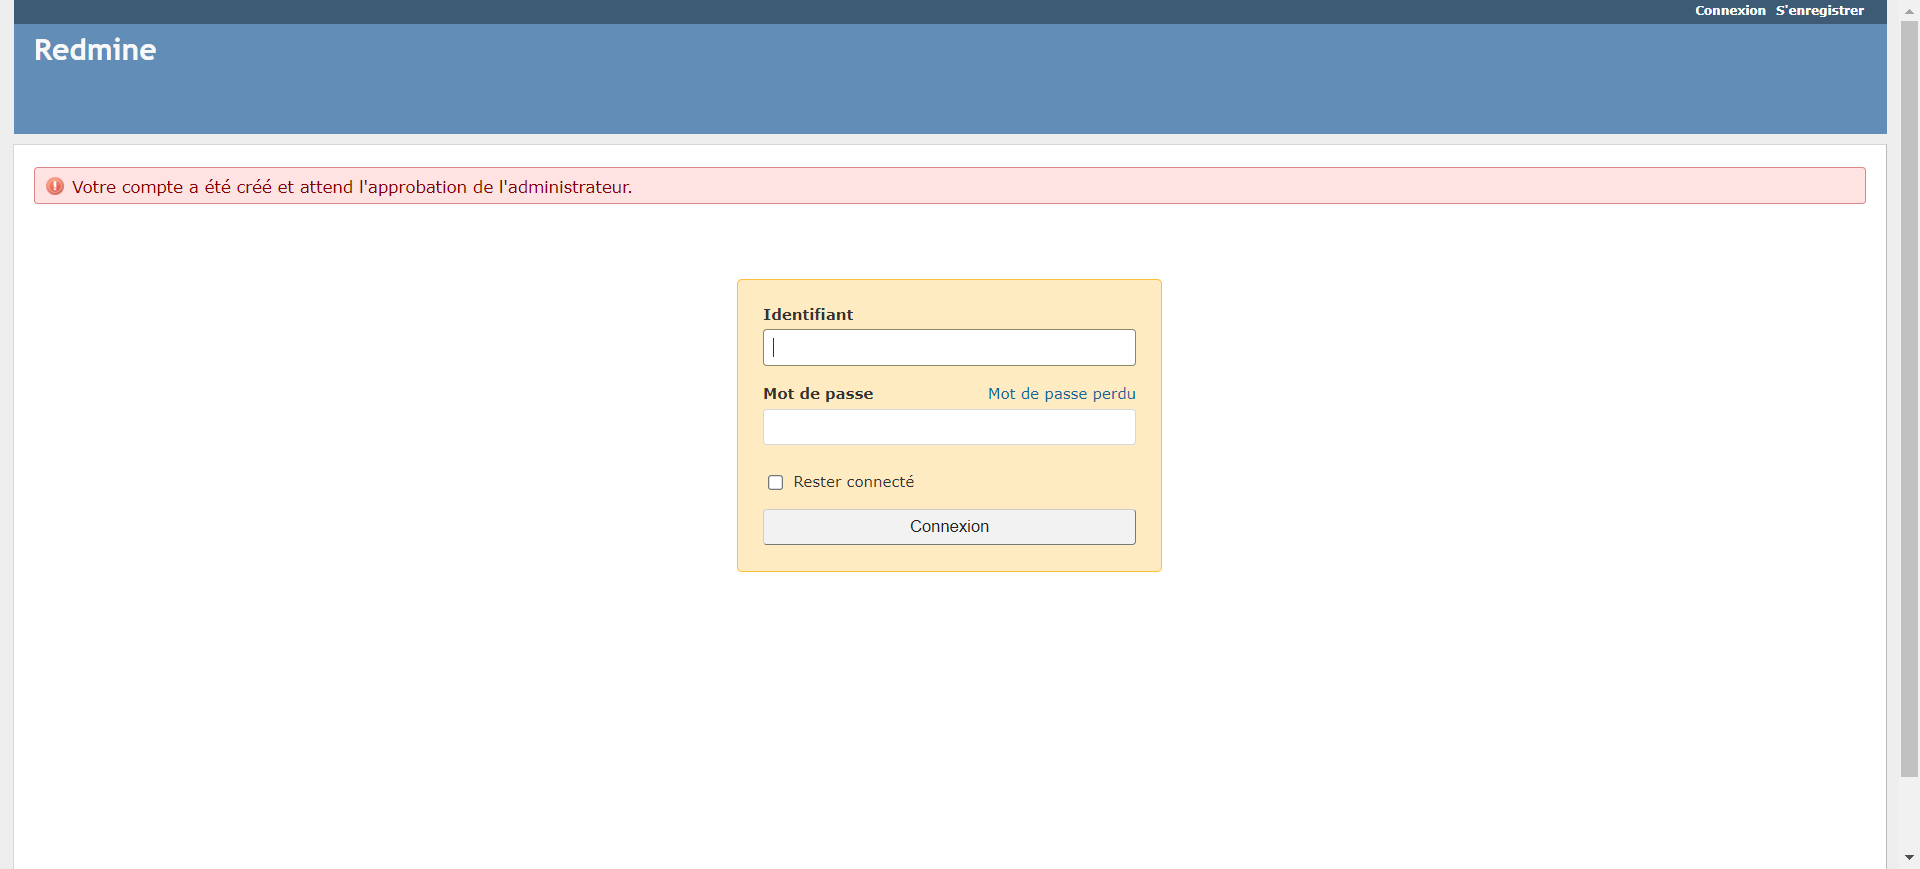 Connexion S'enregistrer
Redmine
Votre compte a été créé et attend l'approbation de l'administrateur.
Identifiant
Mot de passe Mot de passe perdu
Rester connecté
Connexion